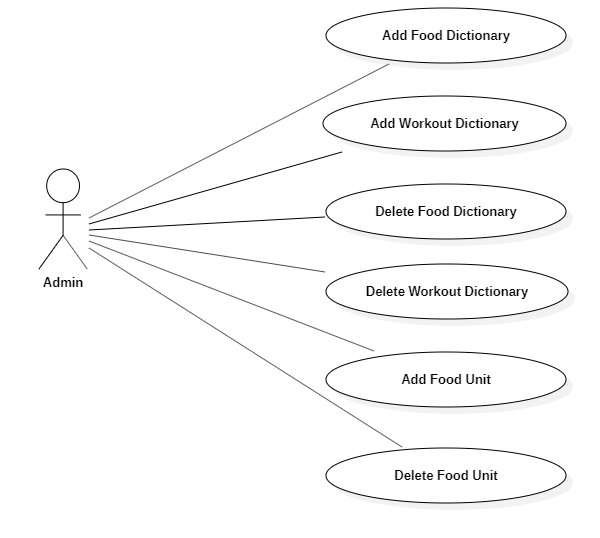 Add Food Dictionary
Add Workout Dictionary
Delete Food Dictionary
Admin
Delete Workout Dictionary
Add Food Unit
Delete Food Unit